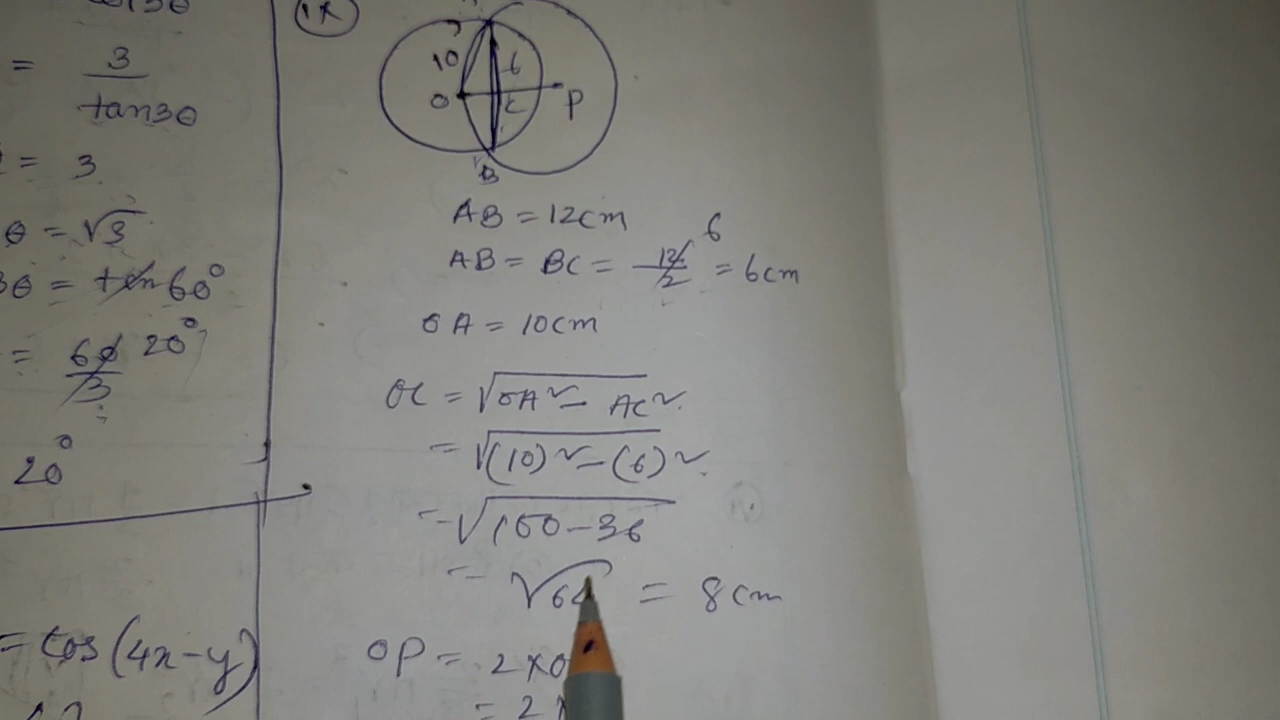 = 3
tan3θ
= 3
θ = √3
3θ = tan 60°
= 60 20°
3
20°
= cos(4x-y)
ix
10 6
O C P
B
AB = 12cm
AB = BC = 12/2 6 = 6cm
OA = 10cm
OC = √OA² - AC²
= √(10)² - (6)²
= √100-36
= √64 = 8cm
OP = 2×O
= 2×